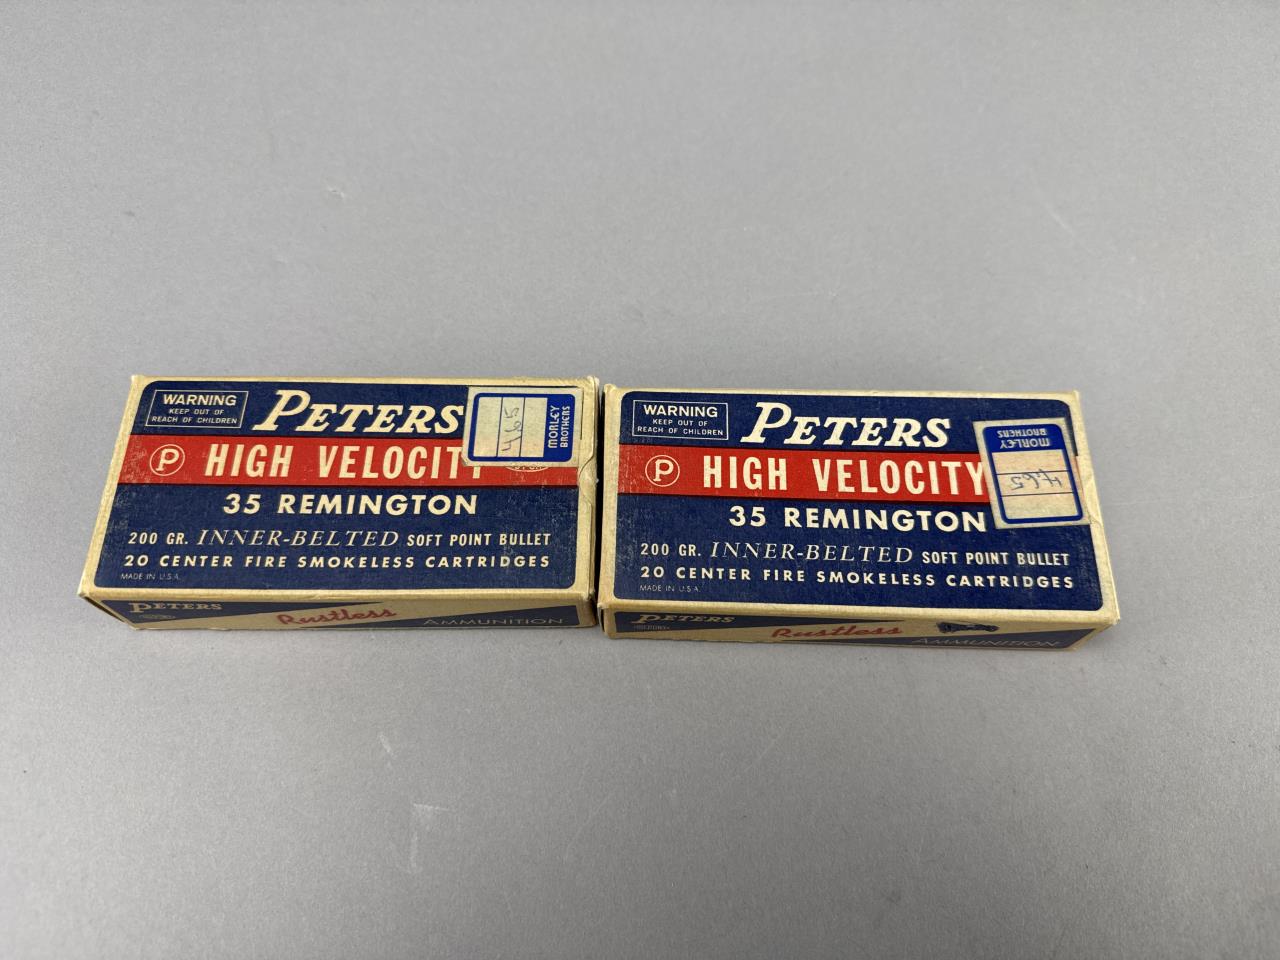 WARNING
KEEP OUT OF
REACH OF CHILDREN
PETERS
P HIGH VELOCITY
35 REMINGTON
200 GR. INNER-BELTED SOFT POINT BULLET
20 CENTER FIRE SMOKELESS CARTRIDGES
MADE IN U.S.A.
MORLEY
BROTHERS
4.65
PETERS
Rustless
AMMUNITION
WARNING
KEEP OUT OF
REACH OF CHILDREN
PETERS
P HIGH VELOCITY
35 REMINGTON
200 GR. INNER-BELTED SOFT POINT BULLET
20 CENTER FIRE SMOKELESS CARTRIDGES
MADE IN U.S.A.
MORLEY
BROTHERS
4.65
PETERS
DUPONT
Rustless
AMMUNITION